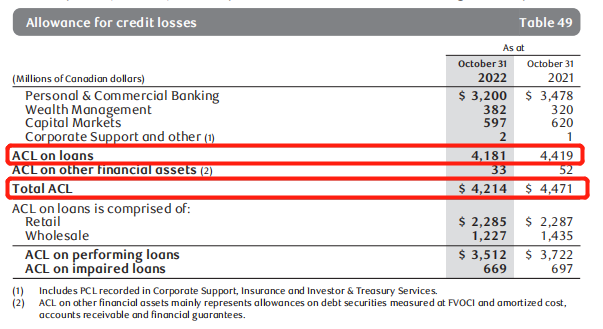 Allowance for credit losses Table 49
As at
October 31 October 31
(Millions of Canadian dollars) 2022 2021
Personal & Commercial Banking $ 3,200 $ 3,478
Wealth Management 382 320
Capital Markets 597 620
Corporate Support and other (1) 2 1
ACL on loans 4,181 4,419
ACL on other financial assets (2) 33 52
Total ACL $ 4,214 $ 4,471
ACL on loans is comprised of:
Retail $ 2,285 $ 2,287
Wholesale 1,227 1,435
ACL on performing loans $ 3,512 $ 3,722
ACL on impaired loans 669 697
(1) Includes PCL recorded in Corporate Support, Insurance and Investor & Treasury Services.
(2) ACL on other financial assets mainly represents allowances on debt securities measured at FVOCI and amortized cost,
accounts receivable and financial guarantees.